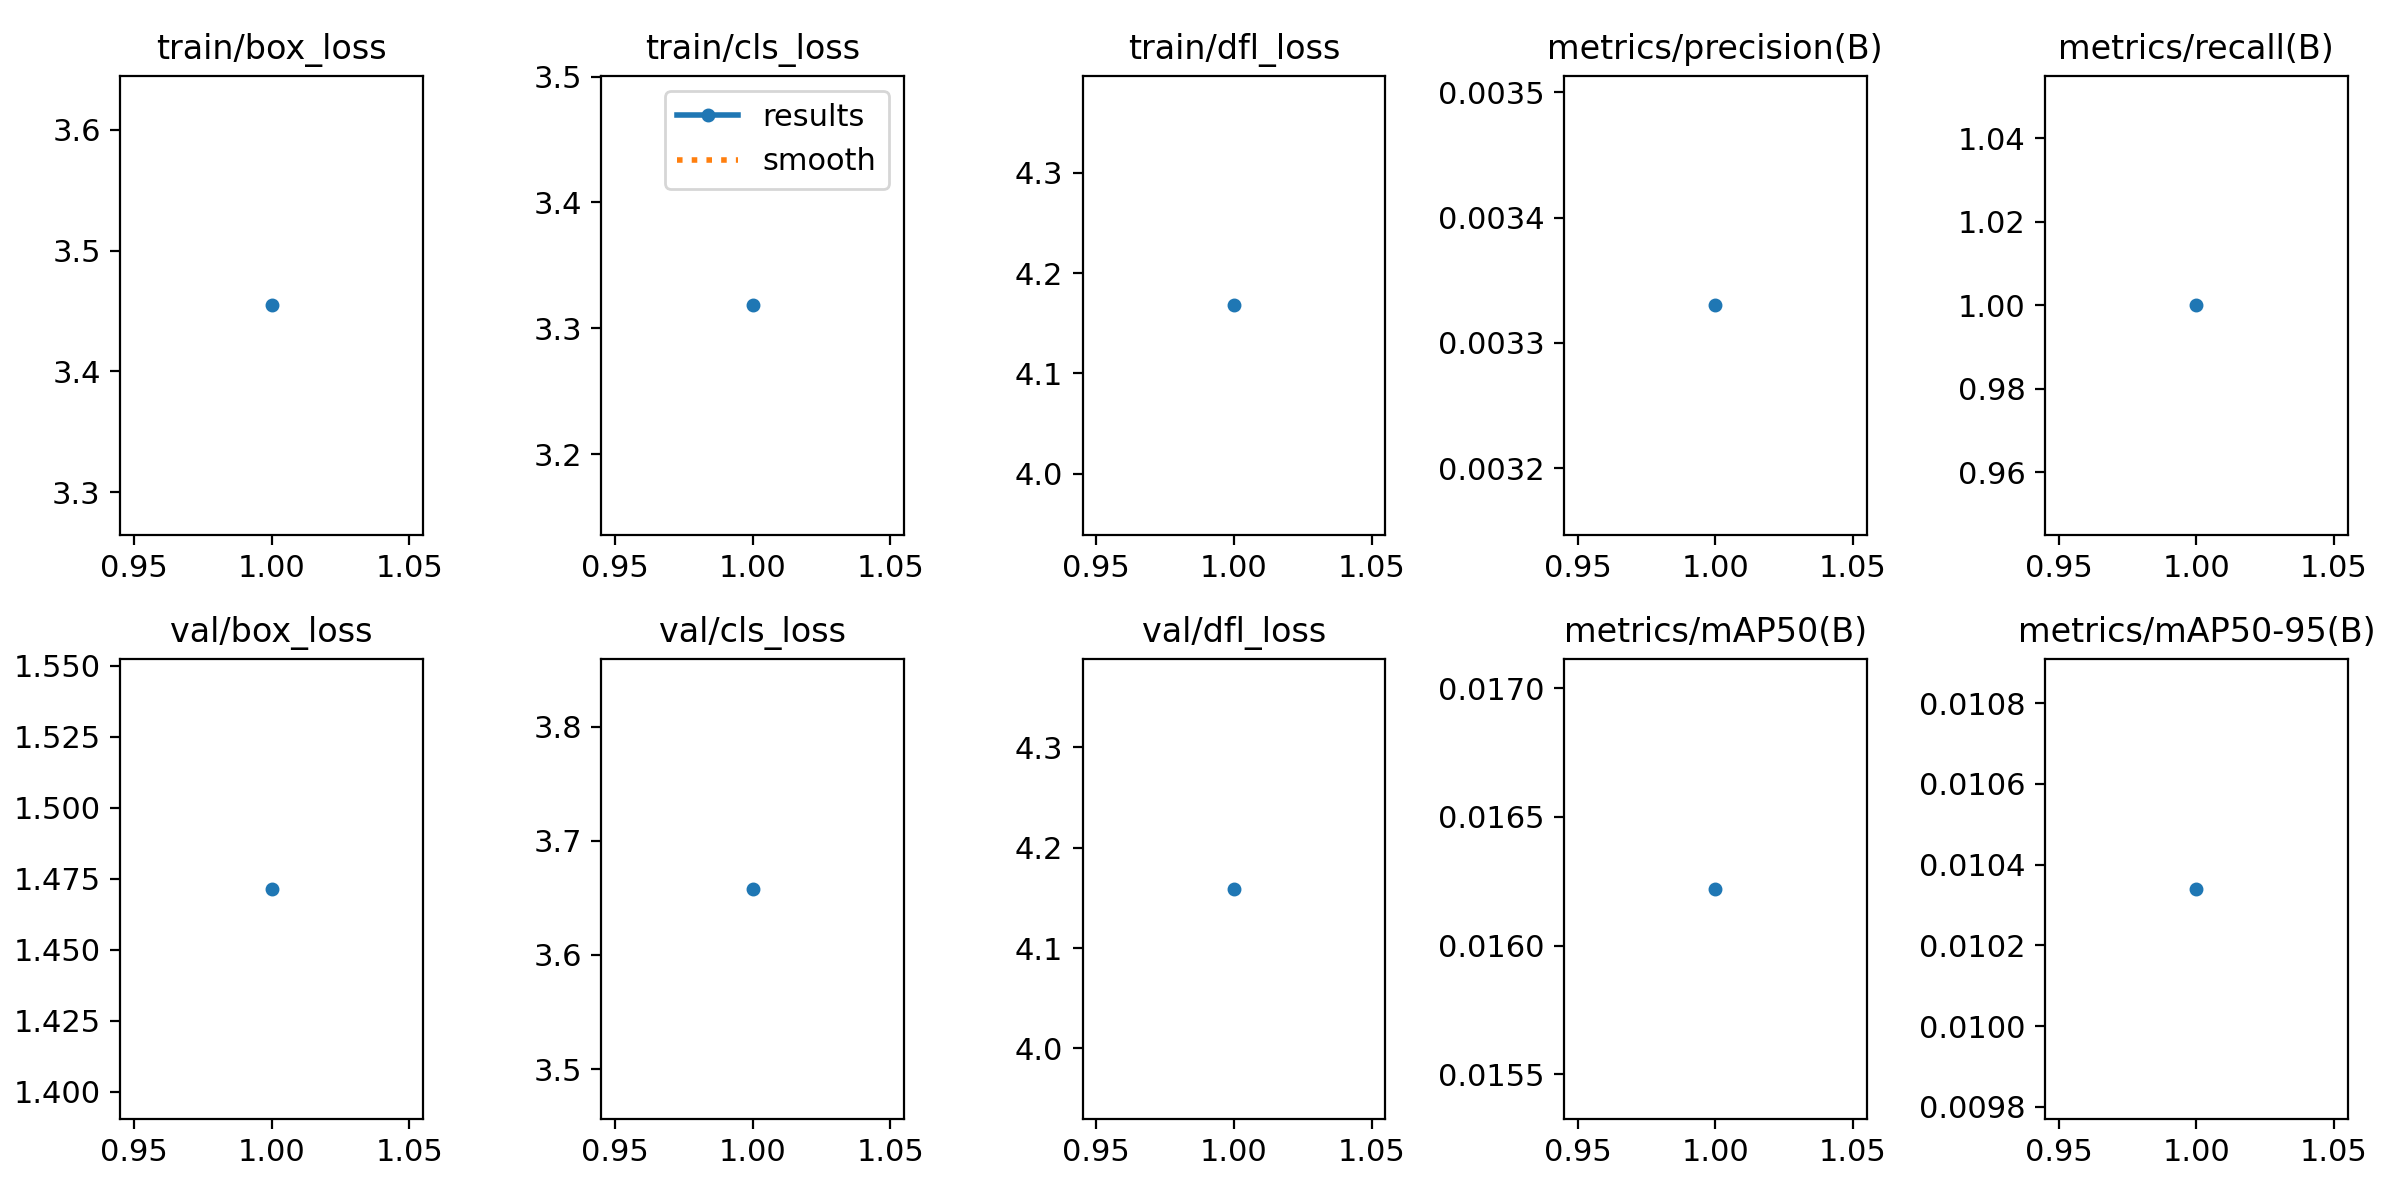 train/box_loss
3.6
3.5
3.4
3.3
0.95 1.00 1.05
train/cls_loss
results
smooth
3.5
3.4
3.3
3.2
0.95 1.00 1.05
train/dfl_loss
4.3
4.2
4.1
4.0
0.95 1.00 1.05
metrics/precision(B)
0.0035
0.0034
0.0033
0.0032
0.95 1.00 1.05
metrics/recall(B)
1.04
1.02
1.00
0.98
0.96
0.95 1.00 1.05
val/box_loss
1.550
1.525
1.500
1.475
1.450
1.425
1.400
0.95 1.00 1.05
val/cls_loss
3.8
3.7
3.6
3.5
0.95 1.00 1.05
val/dfl_loss
4.3
4.2
4.1
4.0
0.95 1.00 1.05
metrics/mAP50(B)
0.0170
0.0165
0.0160
0.0155
0.95 1.00 1.05
metrics/mAP50-95(B)
0.0108
0.0106
0.0104
0.0102
0.0100
0.0098
0.95 1.00 1.05